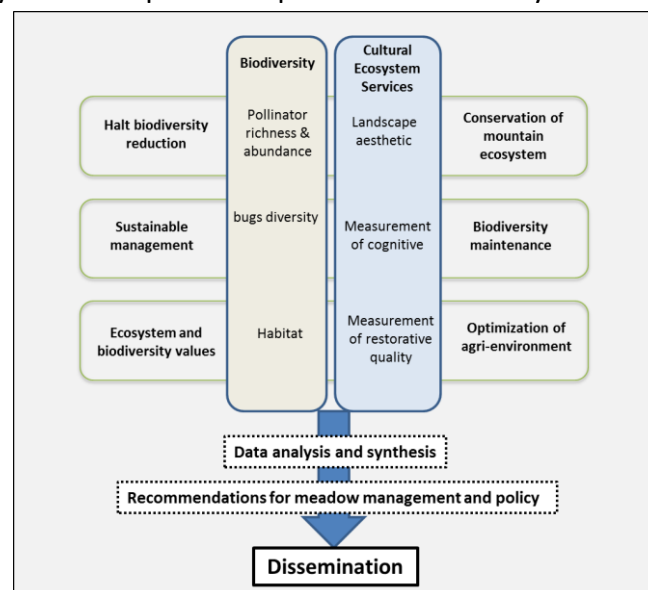 Biodiversity
Cultural
Ecosystem
Services
Halt biodiversity
reduction
Pollinator
richness &
abundance
Landscape
aesthetic
Conservation of
mountain
ecosystem
Sustainable
management
bugs diversity
Measurement
of cognitive
Biodiversity
maintenance
Ecosystem and
biodiversity values
Habitat
Measurement
of restorative
quality
Optimization of
agri-environment
Data analysis and synthesis
Recommendations for meadow management and policy
Dissemination